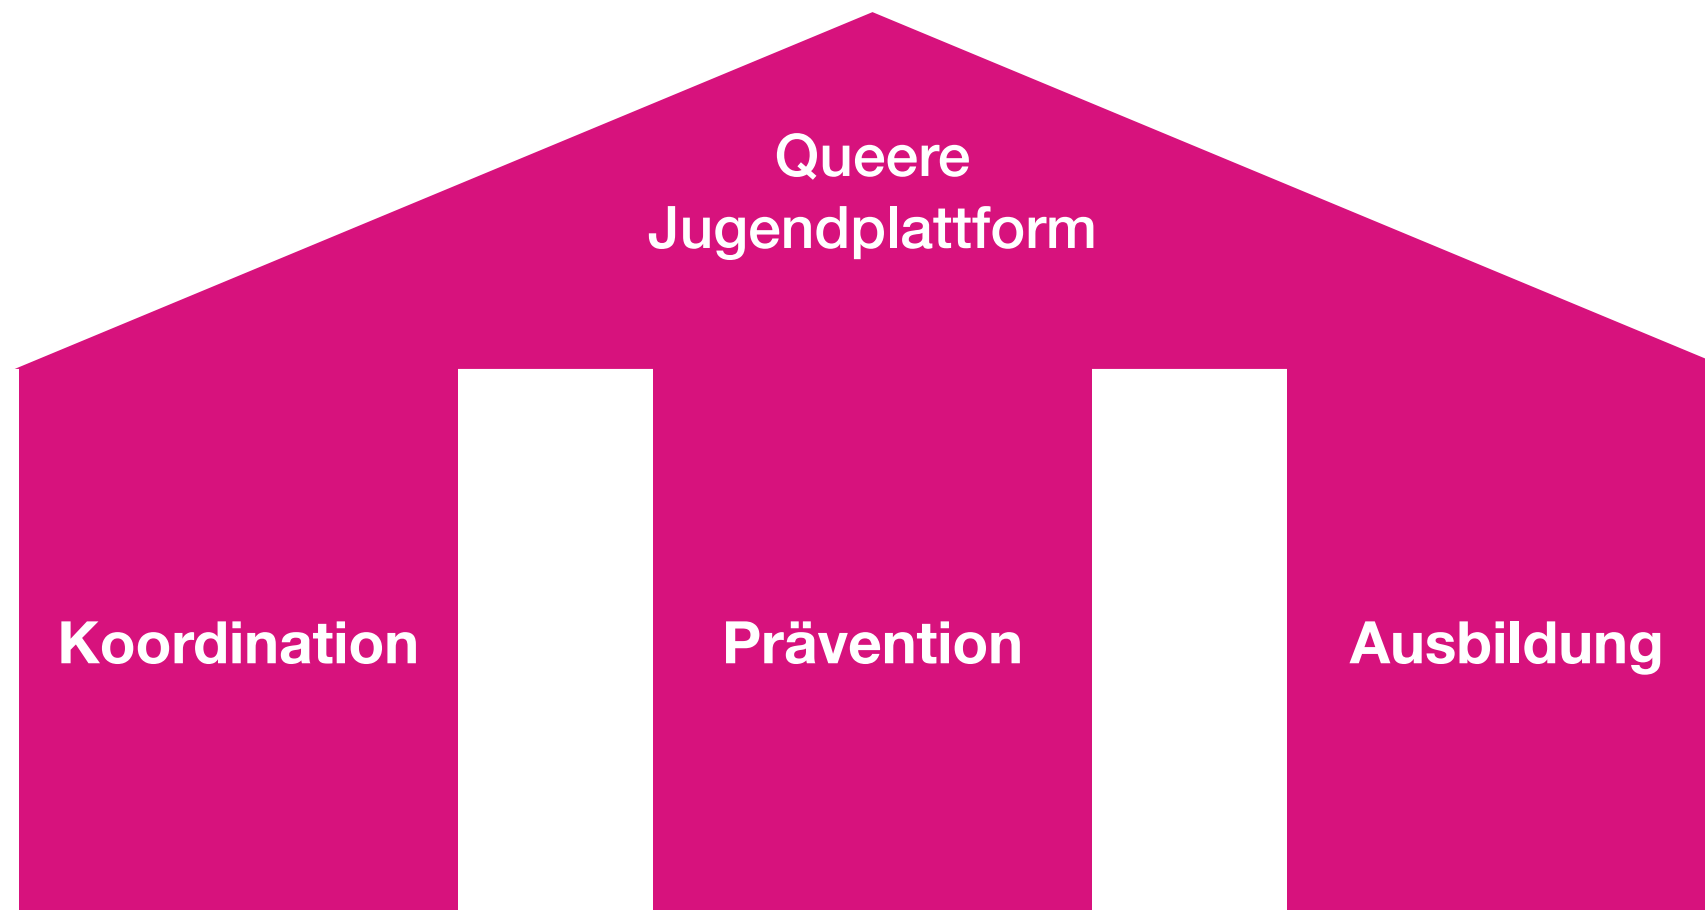 Queere
Jugendplattform
Koordination
Prävention
Ausbildung